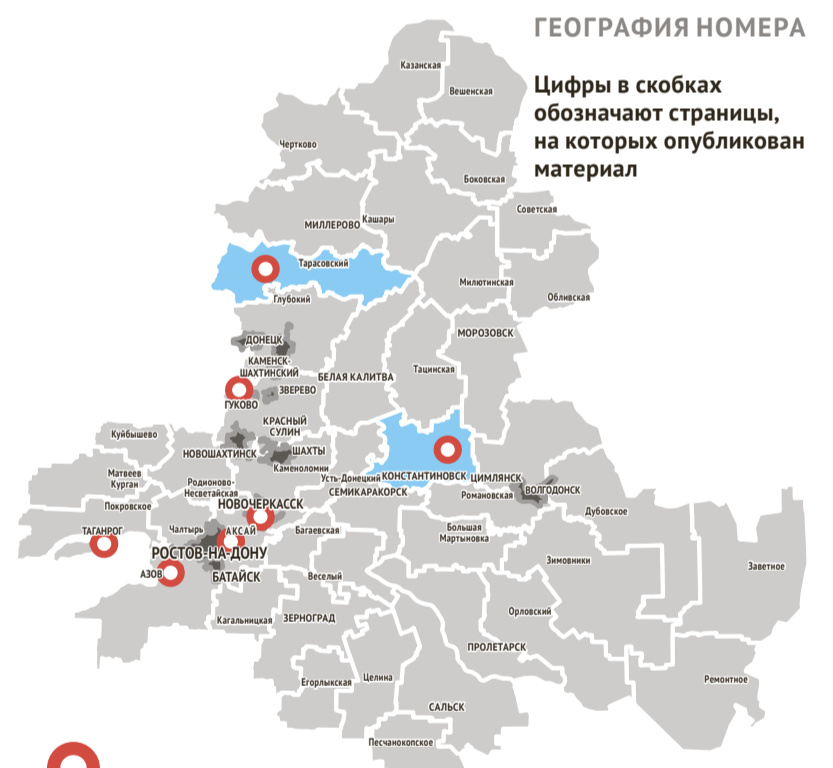 ГЕОГРАФИЯ НОМЕРА
Цифры в скобках
обозначают страницы,
на которых опубликован
материал
Казанская
Вешенская
Чертково
Боковская
Советская
Кашары
МИЛЛЕРОВО
Тарасовский
Милютинская
Обливская
Глубокий
МОРОЗОВСК
ДОНЕЦК
КАМЕНСК-
ШАХТИНСКИЙ
Тацинская
БЕЛАЯ КАЛИТВА
ЗВЕРЕВО
ГУКОВО
КРАСНЫЙ
СУЛИН
Куйбышево
НОВОШАХТИНСК
ШАХТЫ
Каменоломни
Матвеев
Курган
Усть-Донецкий
КОНСТАНТИНОВСК
ЦИМЛЯНСК
Родионово-
Несветайская
СЕМИКАРАКОРСК
Романовская
ВОЛГОДОНСК
Покровское
НОВОЧЕРКАССК
Дубовское
ТАГАНРОГ
Чалтырь
АКСАЙ
Багаевская
Большая
Мартыновка
РОСТОВ-НА-ДОНУ
Зимовники
Заветное
АЗОВ
БАТАЙСК
Веселый
Орловский
Кагальницкая
ЗЕРНОГРАД
ПРОЛЕТАРСК
Егорлыкская
Целина
Ремонтное
САЛЬСК
Песчанокопское